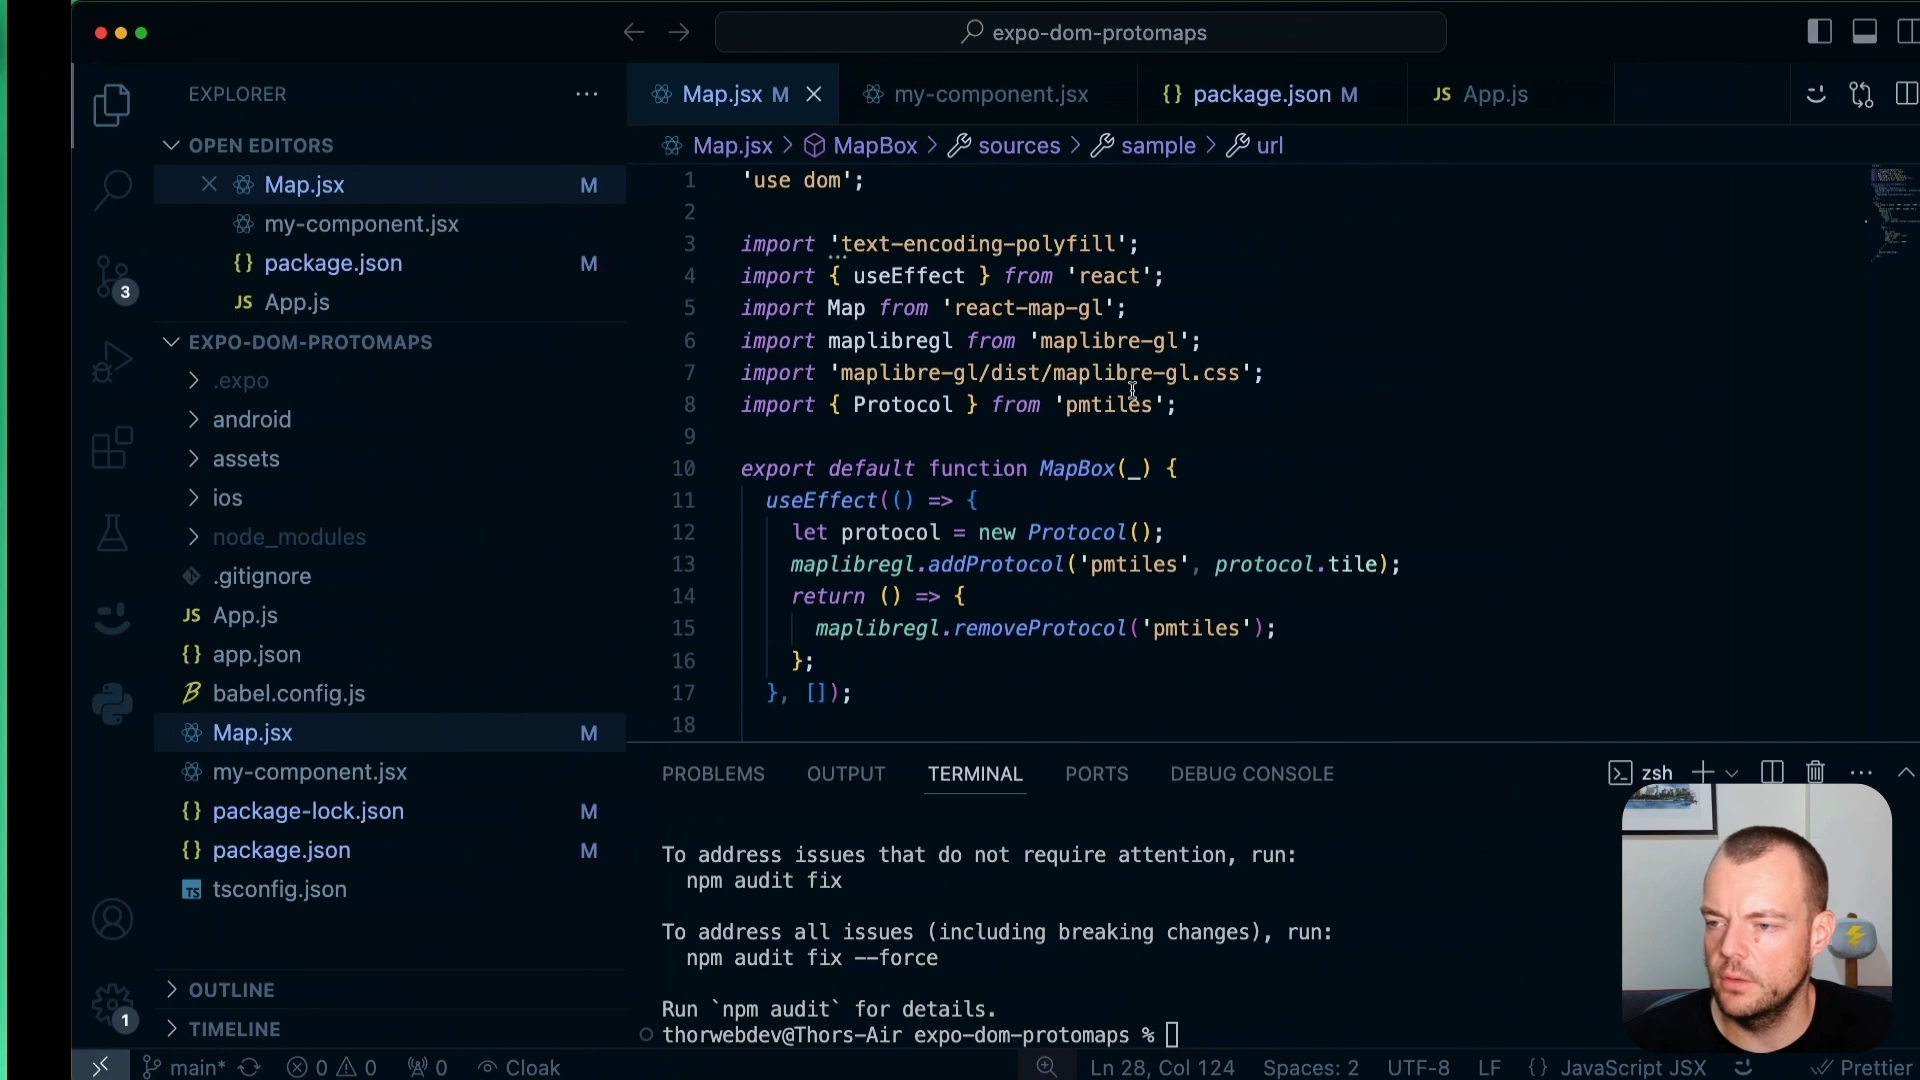 expo-dom-protomaps
EXPLORER
Map.jsx M
my-component.jsx
{} package.json M
JS App.js
OPEN EDITORS
Map.jsx > MapBox > sources > sample > url
Map.jsx M
my-component.jsx
{} package.json M
JS App.js
EXPO-DOM-PROTOMAPS
.expo
android
assets
ios
node_modules
.gitignore
JS App.js
{} app.json
babel.config.js
Map.jsx M
my-component.jsx
{} package-lock.json M
{} package.json M
TS tsconfig.json
OUTLINE
TIMELINE
3
1
1 'use dom';
2
3 import 'text-encoding-polyfill';
4 import { useEffect } from 'react';
5 import Map from 'react-map-gl';
6 import maplibregl from 'maplibre-gl';
7 import 'maplibre-gl/dist/maplibre-gl.css';
8 import { Protocol } from 'pmtiles';
9
10 export default function MapBox(_) {
11 useEffect(() => {
12 let protocol = new Protocol();
13 maplibregl.addProtocol('pmtiles', protocol.tile);
14 return () => {
15 maplibregl.removeProtocol('pmtiles');
16 };
17 }, []);
18
PROBLEMS OUTPUT TERMINAL PORTS DEBUG CONSOLE
zsh
To address issues that do not require attention, run:
npm audit fix
To address all issues (including breaking changes), run:
npm audit fix --force
Run `npm audit` for details.
thorwebdev@Thors-Air expo-dom-protomaps %
main* 0 0 0 Cloak
Ln 28, Col 124 Spaces: 2 UTF-8 LF {} JavaScript JSX Prettier